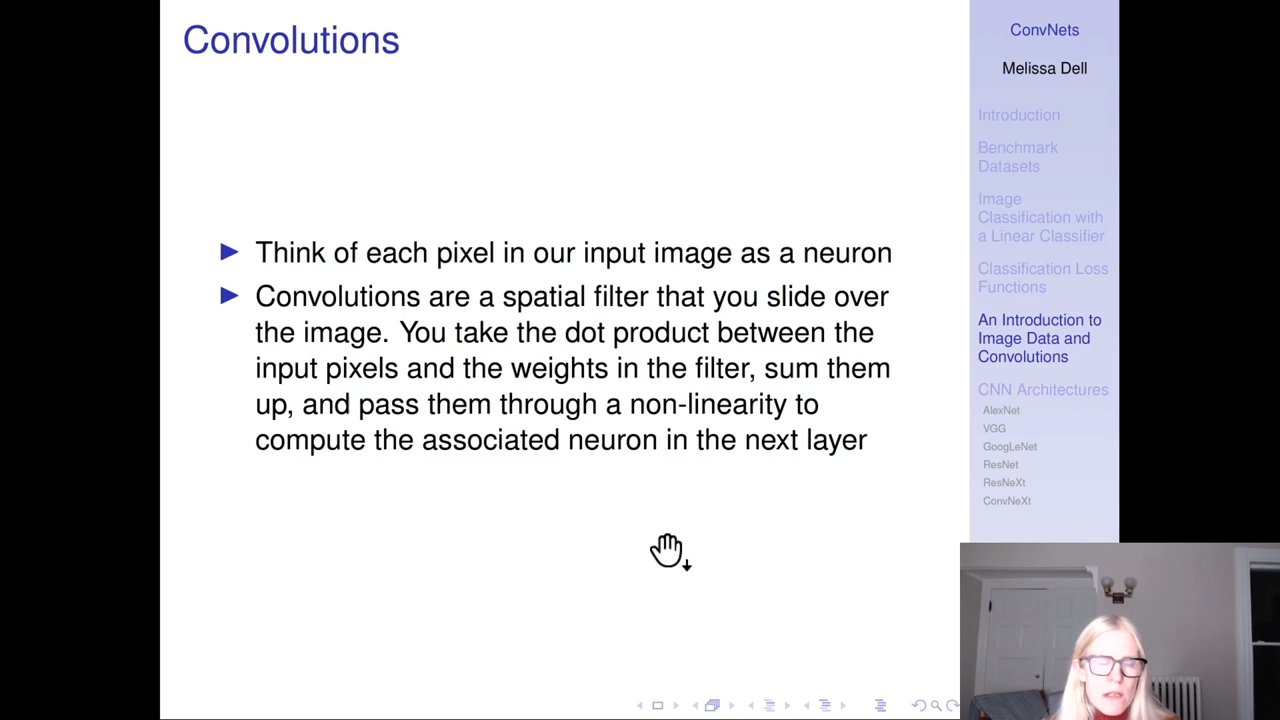 Convolutions
Think of each pixel in our input image as a neuron
Convolutions are a spatial filter that you slide over
the image. You take the dot product between the
input pixels and the weights in the filter, sum them
up, and pass them through a non-linearity to
compute the associated neuron in the next layer
ConvNets
Melissa Dell
Introduction
Benchmark
Datasets
Image
Classification with
a Linear Classifier
Classification Loss
Functions
An Introduction to
Image Data and
Convolutions
CNN Architectures
AlexNet
VGG
GoogLeNet
ResNet
ResNeXt
ConvNeXt